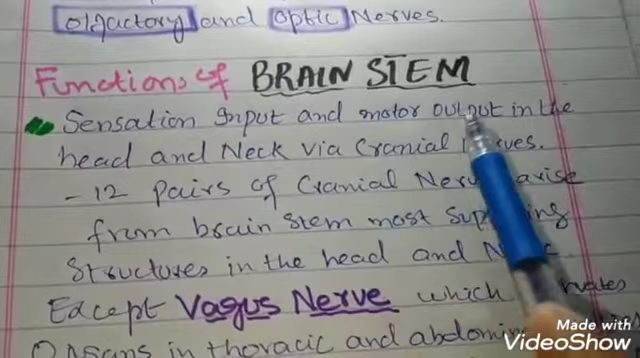 Olfactory and Optic Nerves.
Functions of BRAIN STEM
Sensation Input and motor output in the
head and Neck via Cranial
- 12 pairs of Cranial arise
from brain stem most
Structures in the head and
Except Vagus Nerve which
Organs in thoracic and
Made with
VideoShow